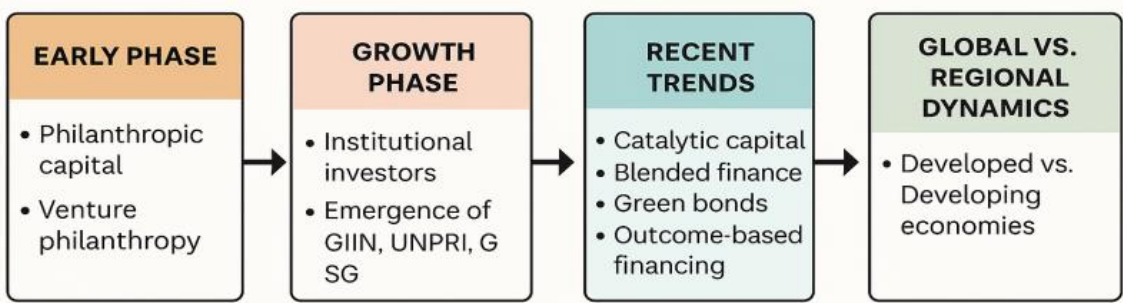 EARLY PHASE
• Philanthropic
capital
• Venture
philanthropy
GROWTH
PHASE
• Institutional
investors
• Emergence of
GIIN, UNPRI, G
SG
RECENT
TRENDS
• Catalytic capital
• Blended finance
• Green bonds
• Outcome-based
financing
GLOBAL VS.
REGIONAL
DYNAMICS
• Developed vs.
Developing
economies